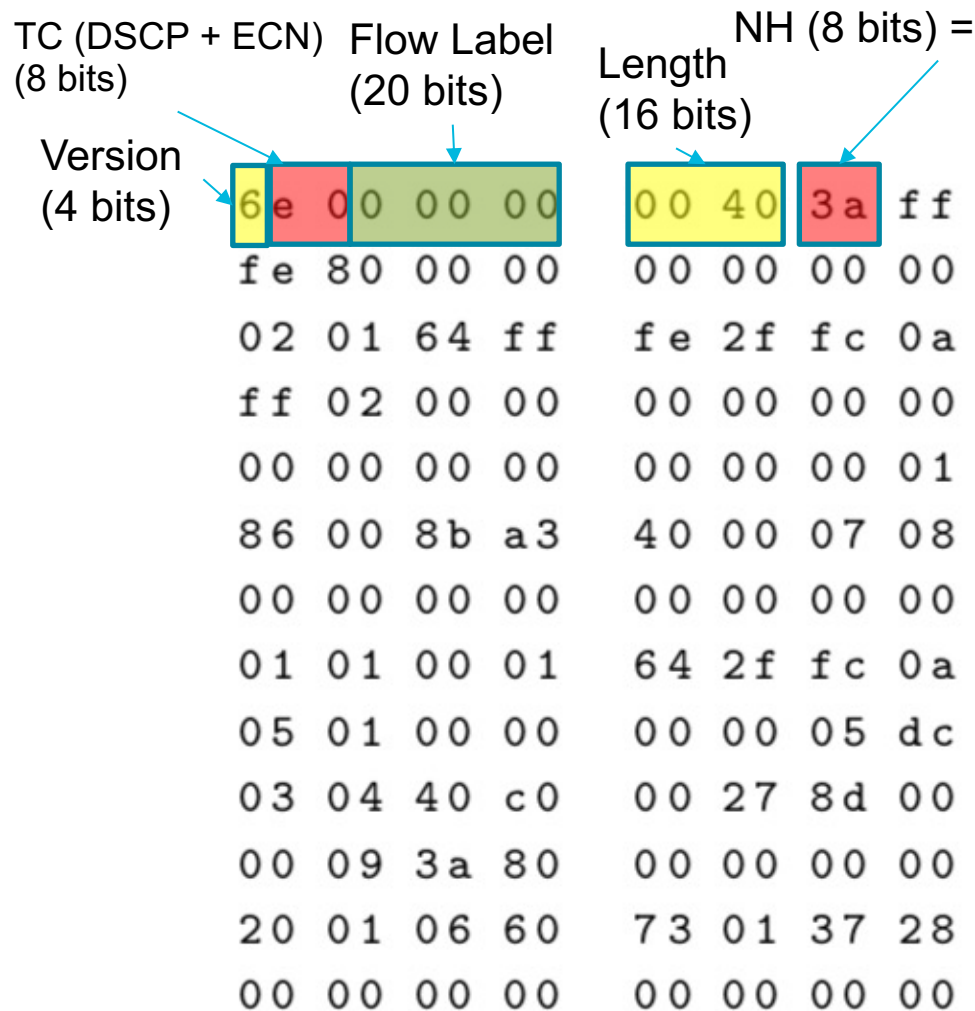 TC (DSCP + ECN)
(8 bits)
Flow Label
(20 bits)
Length
(16 bits)
NH (8 bits) =
Version
(4 bits)
6e 00 00 00 00 40 3a ff
fe 80 00 00 00 00 00 00
02 01 64 ff fe 2f fc 0a
ff 02 00 00 00 00 00 00
00 00 00 00 00 00 00 01
86 00 8b a3 40 00 07 08
00 00 00 00 00 00 00 00
01 01 00 01 64 2f fc 0a
05 01 00 00 00 00 05 dc
03 04 40 c0 00 27 8d 00
00 09 3a 80 00 00 00 00
20 01 06 60 73 01 37 28
00 00 00 00 00 00 00 00